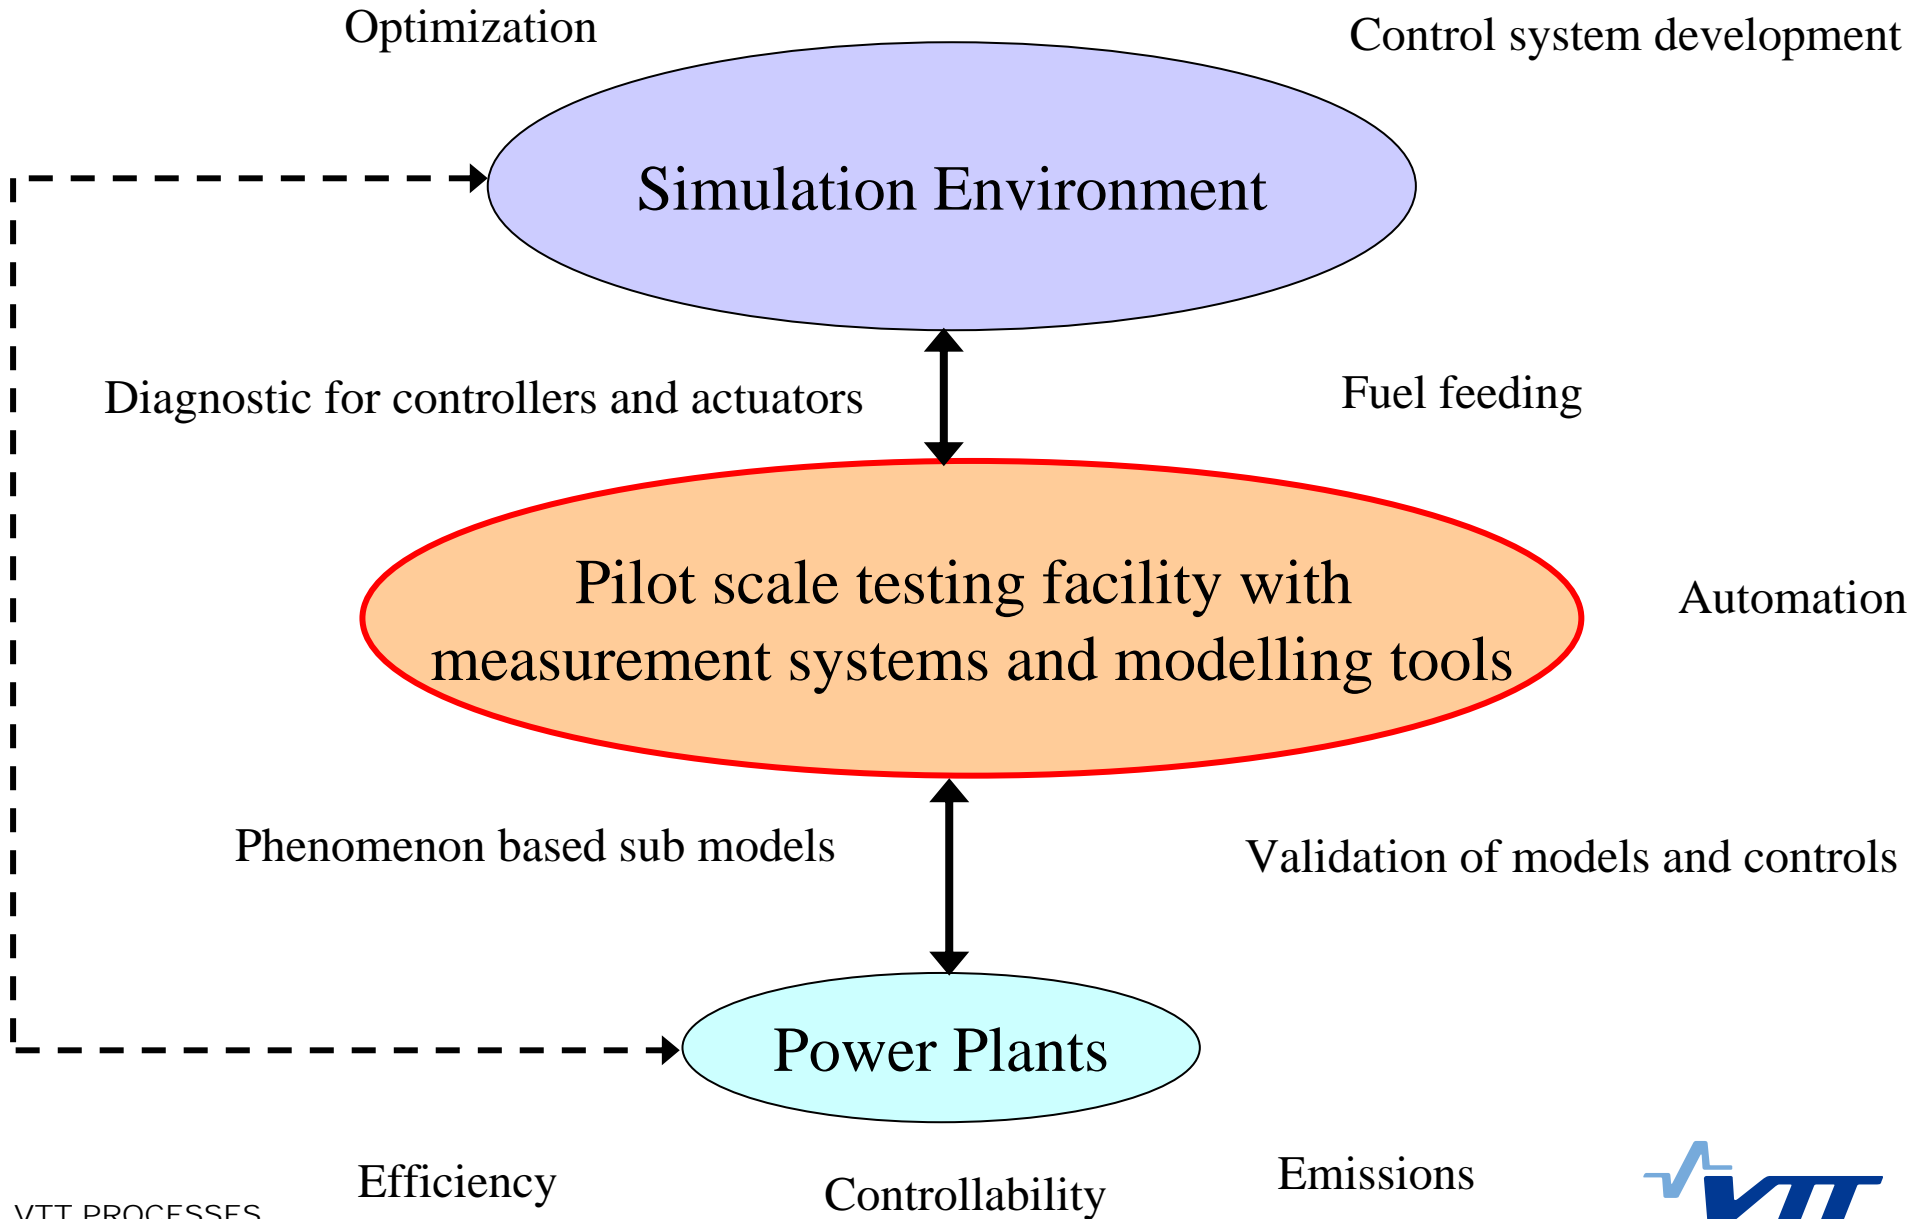 Optimization
Control system development
Simulation Environment
Diagnostic for controllers and actuators
Fuel feeding
Pilot scale testing facility with
measurement systems and modelling tools
Automation
Phenomenon based sub models
Validation of models and controls
Power Plants
Efficiency
Controllability
Emissions
VTT PROCESSES
VTT